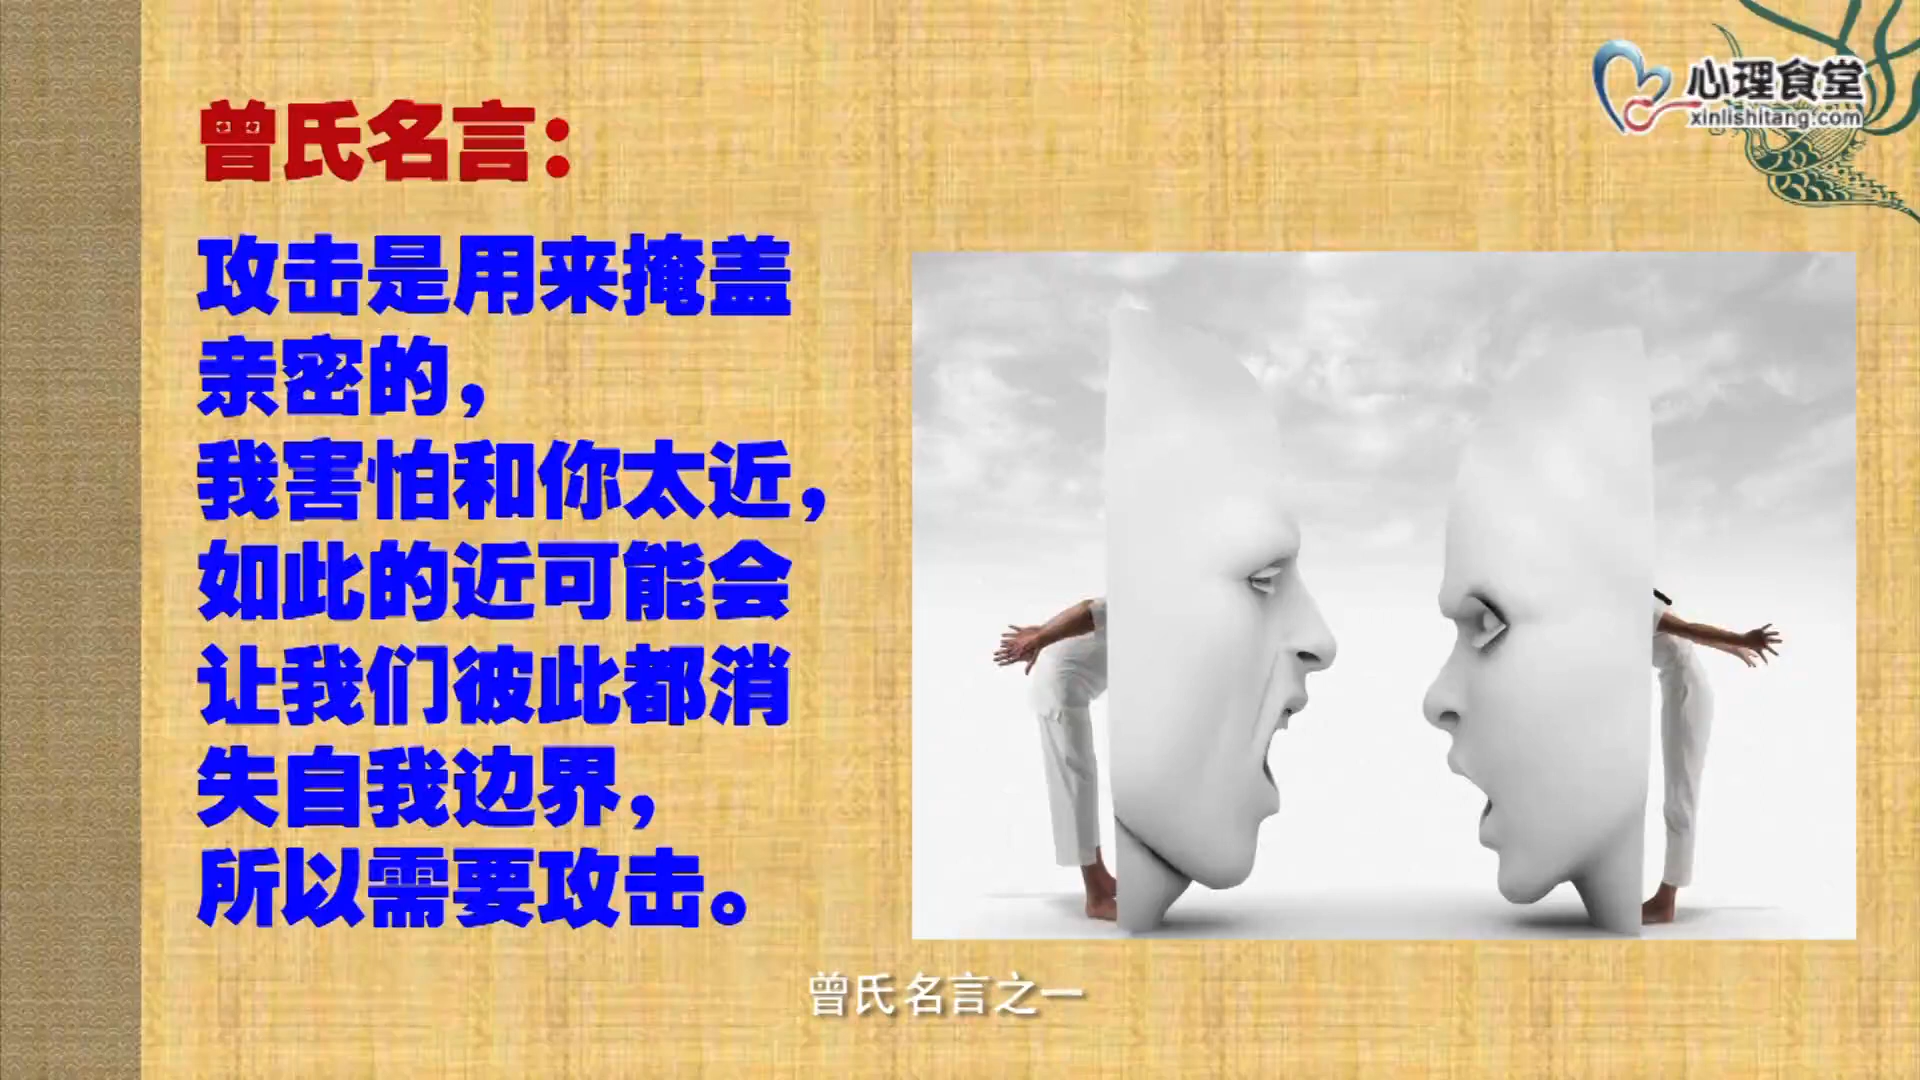 心理食堂
xinlishitang.com
曾氏名言：
攻击是用来掩盖
亲密的，
我害怕和你太近，
如此的近可能会
让我们彼此都消
失自我边界，
所以需要攻击。
曾氏名言之一